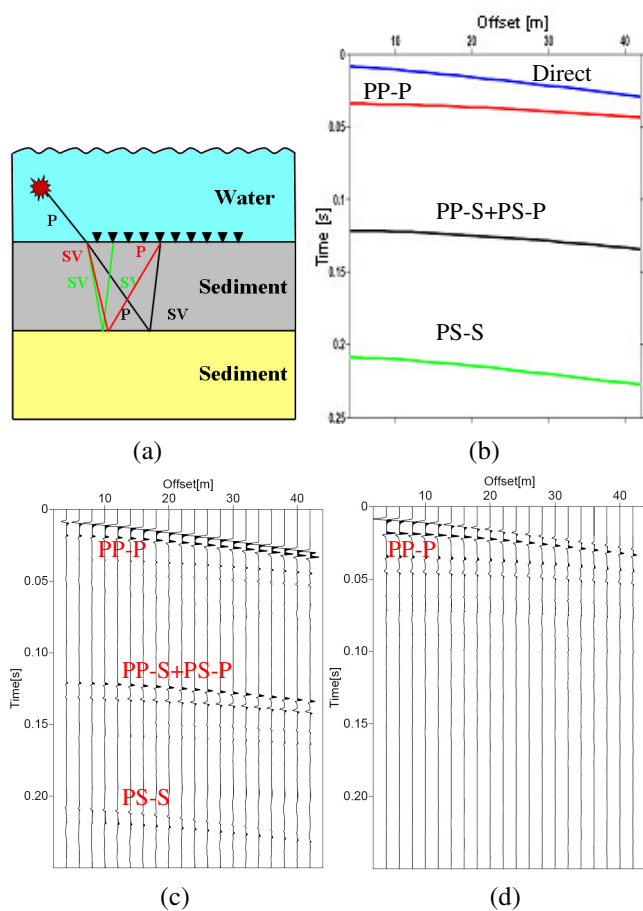 Water
P
SV
P
SV
SV
Sediment
P
SV
Sediment
(a)
Offset [m]
10
20
30
40
0
0.05
0.1
0.15
0.2
0.25
Time [s]
Direct
PP-P
PP-S+PS-P
PS-S
(b)
Offset[m]
0
10
20
30
40
0
0.05
0.10
0.15
0.20
Time[s]
PP-P
PP-S+PS-P
PS-S
(c)
Offset[m]
0
10
20
30
40
0
0.05
0.10
0.15
0.20
Time[s]
PP-P
(d)